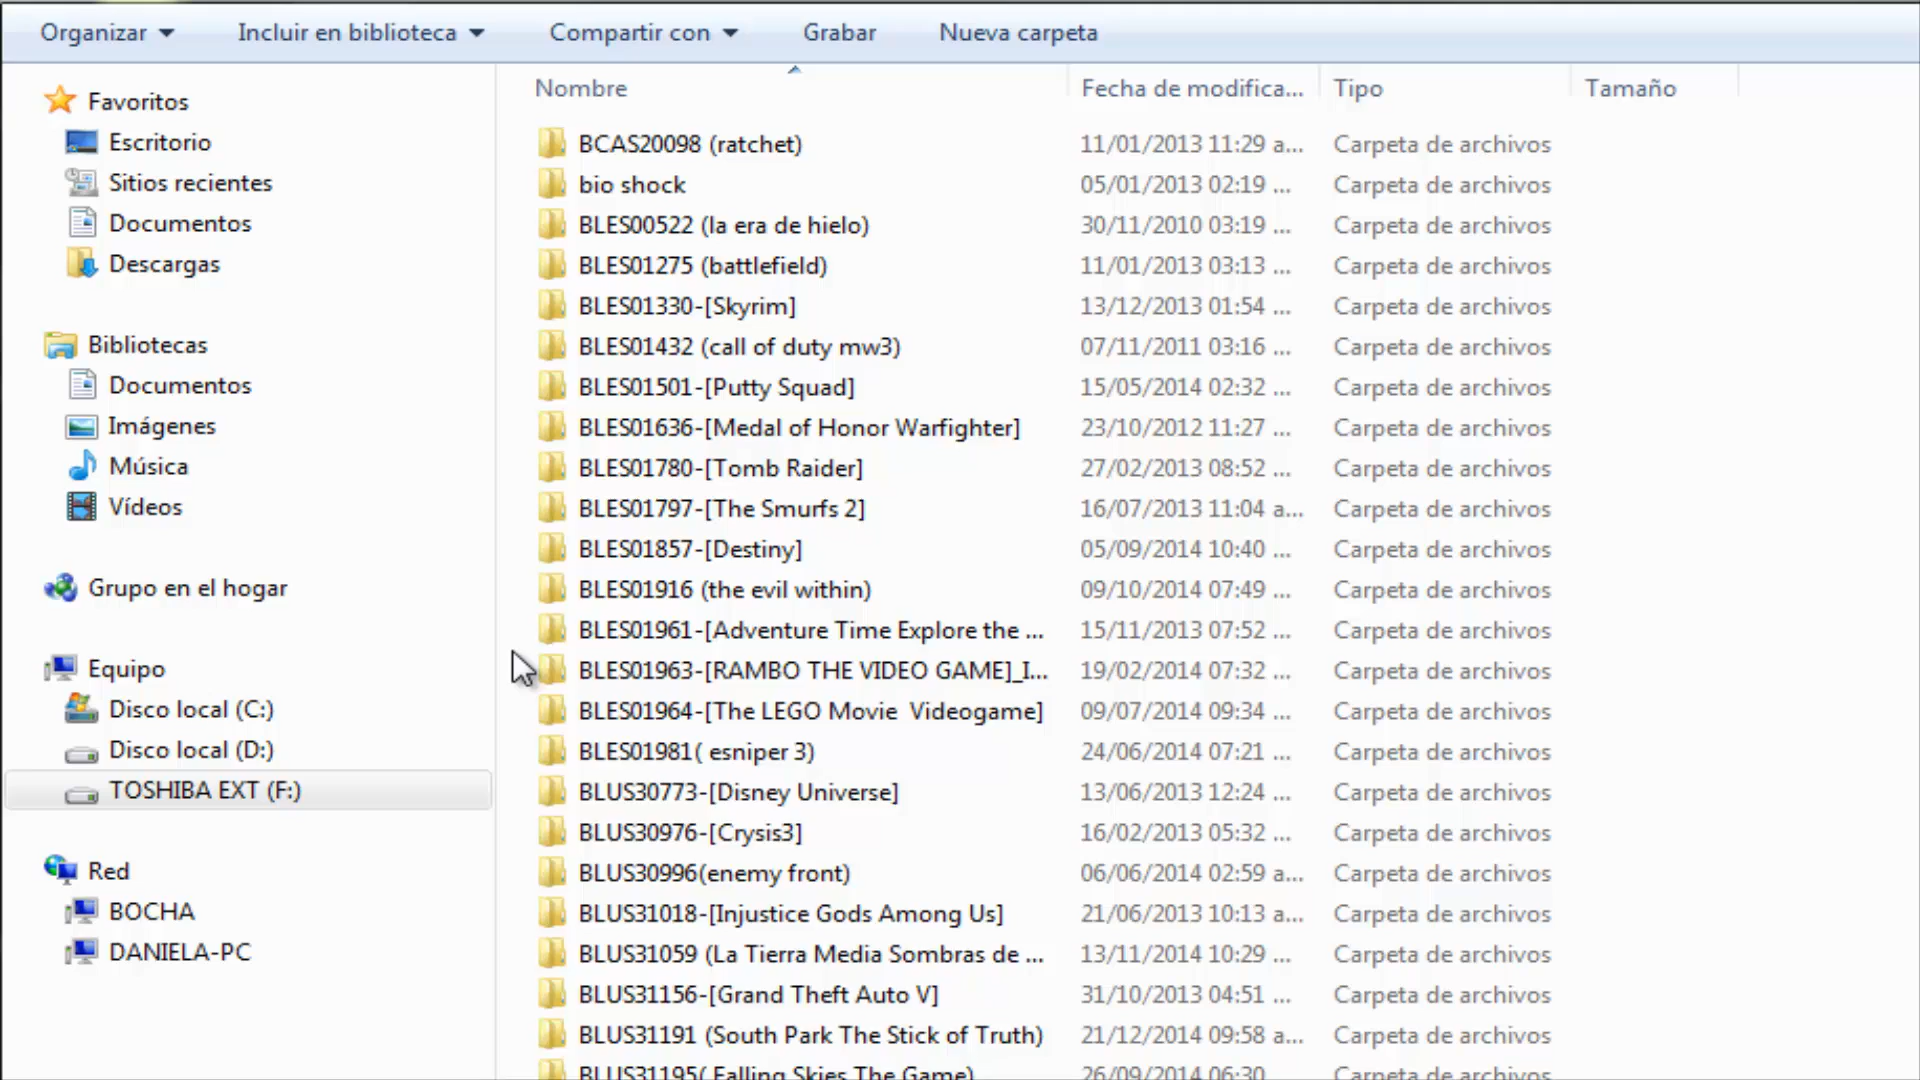 Organizar Incluir en biblioteca Compartir con Grabar Nueva carpeta
Nombre Fecha de modifica... Tipo Tamaño
Favoritos
Escritorio
Sitios recientes
Documentos
Descargas
Bibliotecas
Documentos
Imágenes
Música
Vídeos
Grupo en el hogar
Equipo
Disco local (C:)
Disco local (D:)
TOSHIBA EXT (F:)
Red
BOCHA
DANIELA-PC
BCAS20098 (ratchet) 11/01/2013 11:29 a... Carpeta de archivos
bio shock 05/01/2013 02:19 ... Carpeta de archivos
BLES00522 (la era de hielo) 30/11/2010 03:19 ... Carpeta de archivos
BLES01275 (battlefield) 11/01/2013 03:13 ... Carpeta de archivos
BLES01330-[Skyrim] 13/12/2013 01:54 ... Carpeta de archivos
BLES01432 (call of duty mw3) 07/11/2011 03:16 ... Carpeta de archivos
BLES01501-[Putty Squad] 15/05/2014 02:32 ... Carpeta de archivos
BLES01636-[Medal of Honor Warfighter] 23/10/2012 11:27 ... Carpeta de archivos
BLES01780-[Tomb Raider] 27/02/2013 08:52 ... Carpeta de archivos
BLES01797-[The Smurfs 2] 16/07/2013 11:04 a... Carpeta de archivos
BLES01857-[Destiny] 05/09/2014 10:40 ... Carpeta de archivos
BLES01916 (the evil within) 09/10/2014 07:49 ... Carpeta de archivos
BLES01961-[Adventure Time Explore the ... 15/11/2013 07:52 ... Carpeta de archivos
BLES01963-[RAMBO THE VIDEO GAME]_I... 19/02/2014 07:32 ... Carpeta de archivos
BLES01964-[The LEGO Movie  Videogame] 09/07/2014 09:34 ... Carpeta de archivos
BLES01981( esniper 3) 24/06/2014 07:21 ... Carpeta de archivos
BLUS30773-[Disney Universe] 13/06/2013 12:24 ... Carpeta de archivos
BLUS30976-[Crysis3] 16/02/2013 05:32 ... Carpeta de archivos
BLUS30996(enemy front) 06/06/2014 02:59 a... Carpeta de archivos
BLUS31018-[Injustice Gods Among Us] 21/06/2013 10:13 a... Carpeta de archivos
BLUS31059 (La Tierra Media Sombras de ... 13/11/2014 10:29 ... Carpeta de archivos
BLUS31156-[Grand Theft Auto V] 31/10/2013 04:51 ... Carpeta de archivos
BLUS31191 (South Park The Stick of Truth) 21/12/2014 09:58 a... Carpeta de archivos
BLUS31195( Falling Skies The Game) 26/09/2014 06:30 Carpeta de archivos